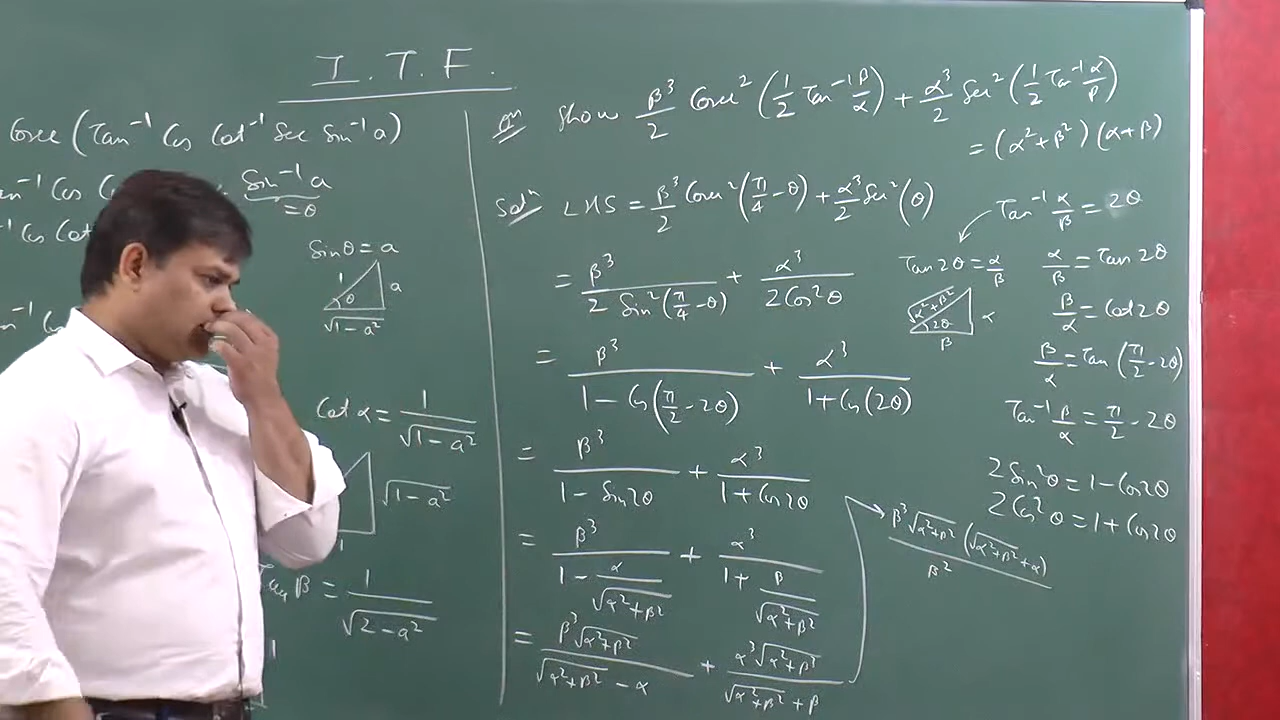 I.T.F.
Cosec (Tan⁻¹ Cos Cot⁻¹ Sec Sin⁻¹ a)
Sin⁻¹ a
= θ
Sinθ = a
1
a
θ
√1-a²
Cot α = 1/√1-a²
√1-a²
1
β = 1/√2-a²
Qn Show β³/2 Cosec² (1/2 Tan⁻¹ β/α) + α³/2 Sec² (1/2 Tan⁻¹ α/β)
= (α²+β²)(α+β)
Solⁿ LHS = β³/2 Cosec² (π/4 - θ) + α³/2 Sec² (θ)
= β³/2 Sin² (π/4 - θ) + α³/2 Cos² θ
= β³/1 - Cos (π/2 - 2θ) + α³/1 + Cos (2θ)
= β³/1 - Sin 2θ + α³/1 + Cos 2θ
= β³/1 - α/√α²+β² + α³/1 + β/√α²+β²
= β³√α²+β²/√α²+β² - α + α³√α²+β²/√α²+β² + β
Tan⁻¹ α/β = 2θ
Tan 2θ = α/β
√α²+β²
α
2θ
β
α/β = Tan 2θ
β/α = Cot 2θ
β/α = Tan (π/2 - 2θ)
Tan⁻¹ β/α = π/2 - 2θ
2 Sin² θ = 1 - Cos 2θ
2 Cos² θ = 1 + Cos 2θ
β³√α²+β² (√α²+β² + α)/β²